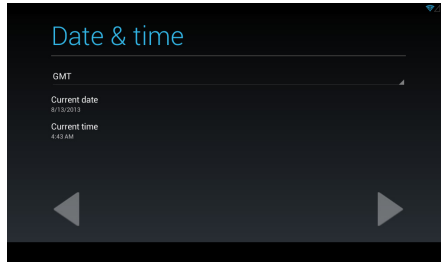 Date & time
GMT
Current date
8/13/2013
Current time
4:43 AM